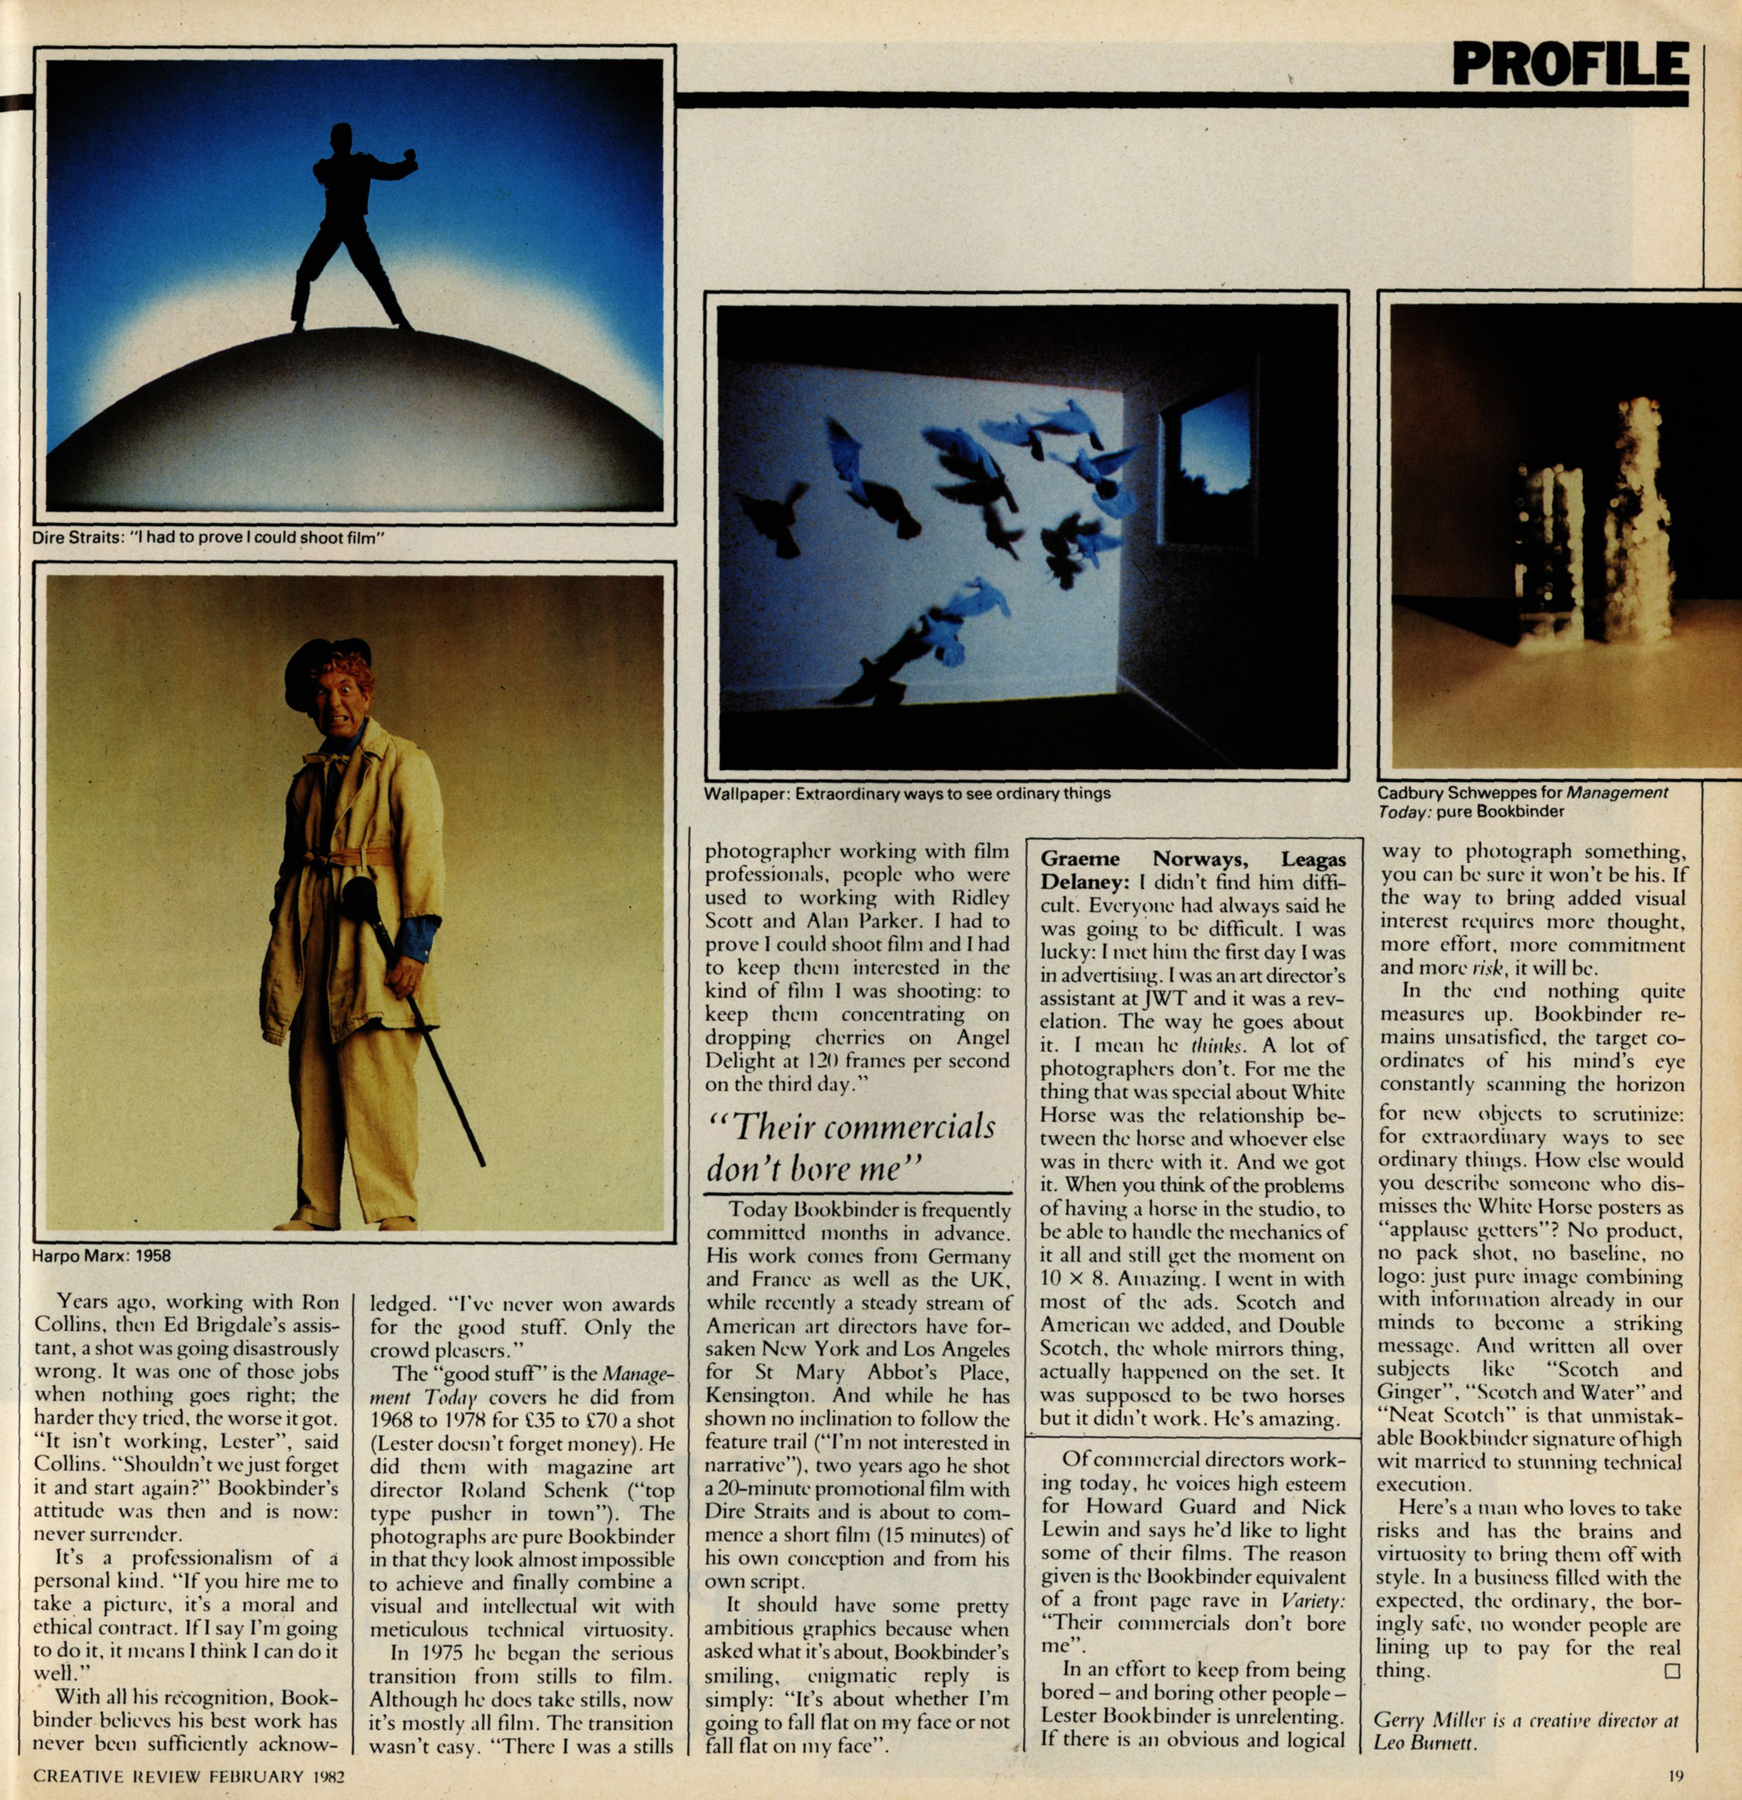 PROFILE
Dire Straits: "I had to prove I could shoot film"
Harpo Marx: 1958
Wallpaper: Extraordinary ways to see ordinary things
Cadbury Schweppes for Management
Today: pure Bookbinder
Years ago, working with Ron
Collins, then Ed Brigdale's assis-
tant, a shot was going disastrously
wrong. It was one of those jobs
when nothing goes right; the
harder they tried, the worse it got.
"It isn't working, Lester", said
Collins. "Shouldn't we just forget
it and start again?" Bookbinder's
attitude was then and is now:
never surrender.
It's a professionalism of a
personal kind. "If you hire me to
take a picture, it's a moral and
ethical contract. If I say I'm going
to do it, it means I think I can do it
well."
With all his recognition, Book-
binder believes his best work has
never been sufficiently acknow-
ledged. "I've never won awards
for the good stuff. Only the
crowd pleasers."
The "good stuff" is the Manage-
ment Today covers he did from
1968 to 1978 for £35 to £70 a shot
(Lester doesn't forget money). He
did them with magazine art
director Roland Schenk ("top
type pusher in town"). The
photographs are pure Bookbinder
in that they look almost impossible
to achieve and finally combine a
visual and intellectual wit with
meticulous technical virtuosity.
In 1975 he began the serious
transition from stills to film.
Although he does take stills, now
it's mostly all film. The transition
wasn't easy. "There I was a stills
photographer working with film
professionals, people who were
used to working with Ridley
Scott and Alan Parker. I had to
prove I could shoot film and I had
to keep them interested in the
kind of film I was shooting: to
keep them concentrating on
dropping cherries on Angel
Delight at 120 frames per second
on the third day."
"Their commercials
don't bore me"
Today Bookbinder is frequently
committed months in advance.
His work comes from Germany
and France as well as the UK,
while recently a steady stream of
American art directors have for-
saken New York and Los Angeles
for St Mary Abbot's Place,
Kensington. And while he has
shown no inclination to follow the
feature trail ("I'm not interested in
narrative"), two years ago he shot
a 20-minute promotional film with
Dire Straits and is about to com-
mence a short film (15 minutes) of
his own conception and from his
own script.
It should have some pretty
ambitious graphics because when
asked what it's about, Bookbinder's
smiling, enigmatic reply is
simply: "It's about whether I'm
going to fall flat on my face or not
fall flat on my face".
Graeme Norways, Leagas
Delaney: I didn't find him diffi-
cult. Everyone had always said he
was going to be difficult. I was
lucky: I met him the first day I was
in advertising. I was an art director's
assistant at JWT and it was a rev-
elation. The way he goes about
it. I mean he thinks. A lot of
photographers don't. For me the
thing that was special about White
Horse was the relationship be-
tween the horse and whoever else
was in there with it. And we got
it. When you think of the problems
of having a horse in the studio, to
be able to handle the mechanics of
it all and still get the moment on
10 × 8. Amazing. I went in with
most of the ads. Scotch and
American we added, and Double
Scotch, the whole mirrors thing,
actually happened on the set. It
was supposed to be two horses
but it didn't work. He's amazing.
Of commercial directors work-
ing today, he voices high esteem
for Howard Guard and Nick
Lewin and says he'd like to light
some of their films. The reason
given is the Bookbinder equivalent
of a front page rave in Variety:
"Their commercials don't bore
me".
In an effort to keep from being
bored – and boring other people –
Lester Bookbinder is unrelenting.
If there is an obvious and logical
way to photograph something,
you can be sure it won't be his. If
the way to bring added visual
interest requires more thought,
more effort, more commitment
and more risk, it will be.
In the end nothing quite
measures up. Bookbinder re-
mains unsatisfied, the target co-
ordinates of his mind's eye
constantly scanning the horizon
for new objects to scrutinize:
for extraordinary ways to see
ordinary things. How else would
you describe someone who dis-
misses the White Horse posters as
"applause getters"? No product,
no pack shot, no baseline, no
logo: just pure image combining
with information already in our
minds to become a striking
message. And written all over
subjects like "Scotch and
Ginger", "Scotch and Water" and
"Neat Scotch" is that unmistak-
able Bookbinder signature of high
wit married to stunning technical
execution.
Here's a man who loves to take
risks and has the brains and
virtuosity to bring them off with
style. In a business filled with the
expected, the ordinary, the bor-
ingly safe, no wonder people are
lining up to pay for the real
thing. □
Gerry Miller is a creative director at
Leo Burnett.
CREATIVE REVIEW FEBRUARY 1982
19